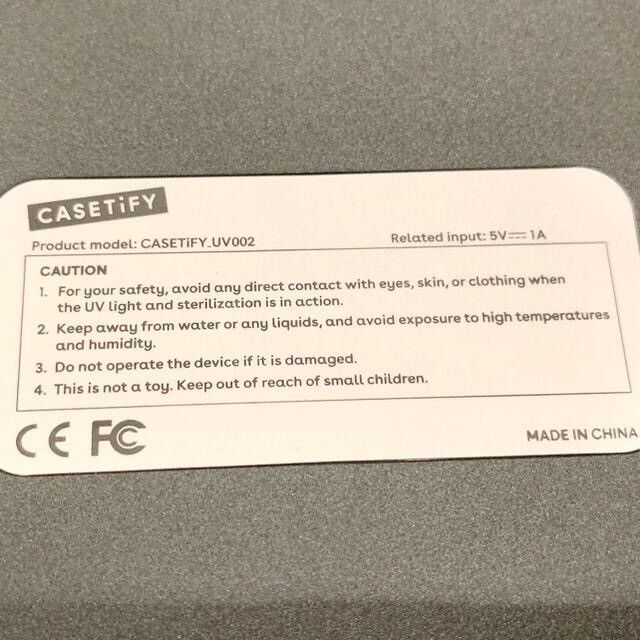 CASETiFY
Product model: CASETiFY_UV002
Related input: 5V⎓1A
CAUTION
1. For your safety, avoid any direct contact with eyes, skin, or clothing when
the UV light and sterilization is in action.
2. Keep away from water or any liquids, and avoid exposure to high temperatures
and humidity.
3. Do not operate the device if it is damaged.
4. This is not a toy. Keep out of reach of small children.
CE FC
MADE IN CHINA